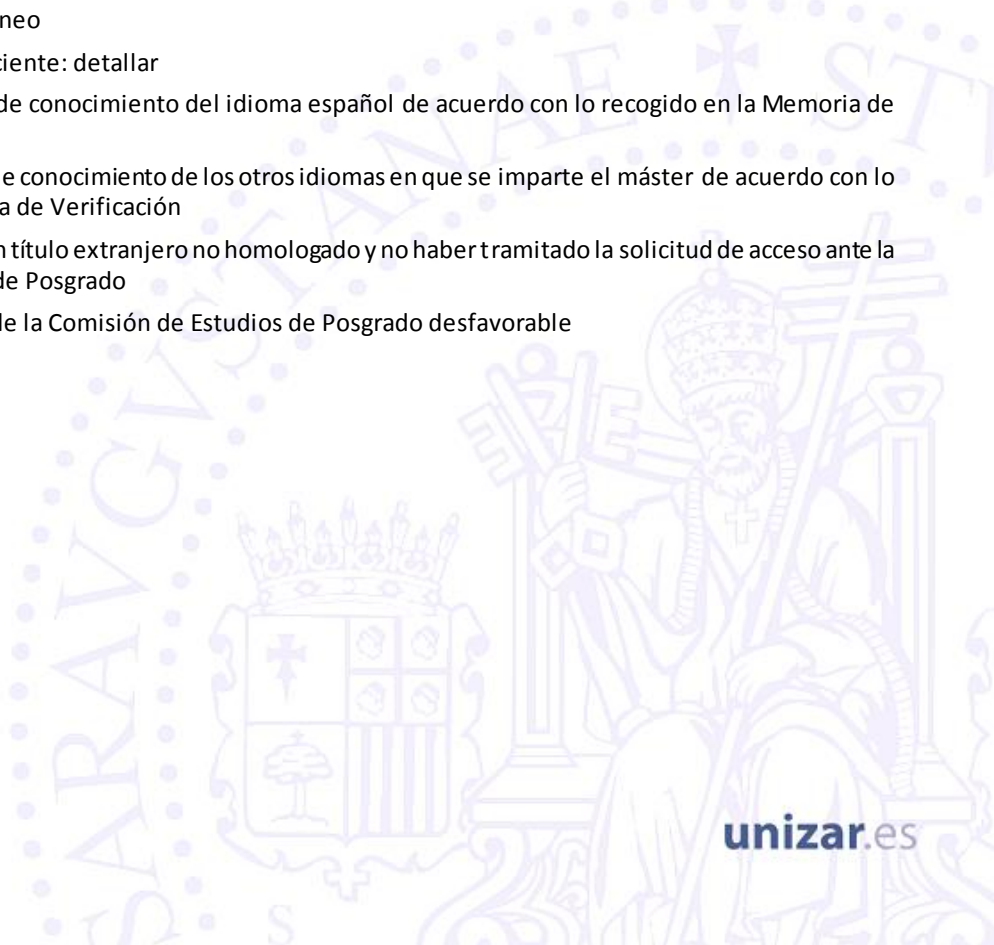 neo
ciente: detallar
de conocimiento del idioma español de acuerdo con lo recogido en la Memoria de
e conocimiento de los otros idiomas en que se imparte el máster de acuerdo con lo
a de Verificación
n título extranjero no homologado y no haber tramitado la solicitud de acceso ante la
de Posgrado
de la Comisión de Estudios de Posgrado desfavorable
SARAVGVSTANAE ST
S
unizar.es